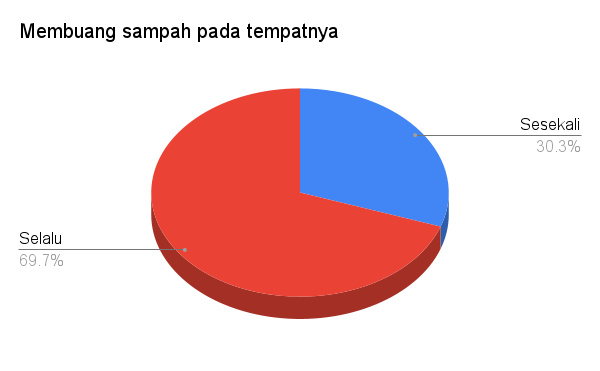 Membuang sampah pada tempatnya
Sesekali
30.3%
Selalu
69.7%